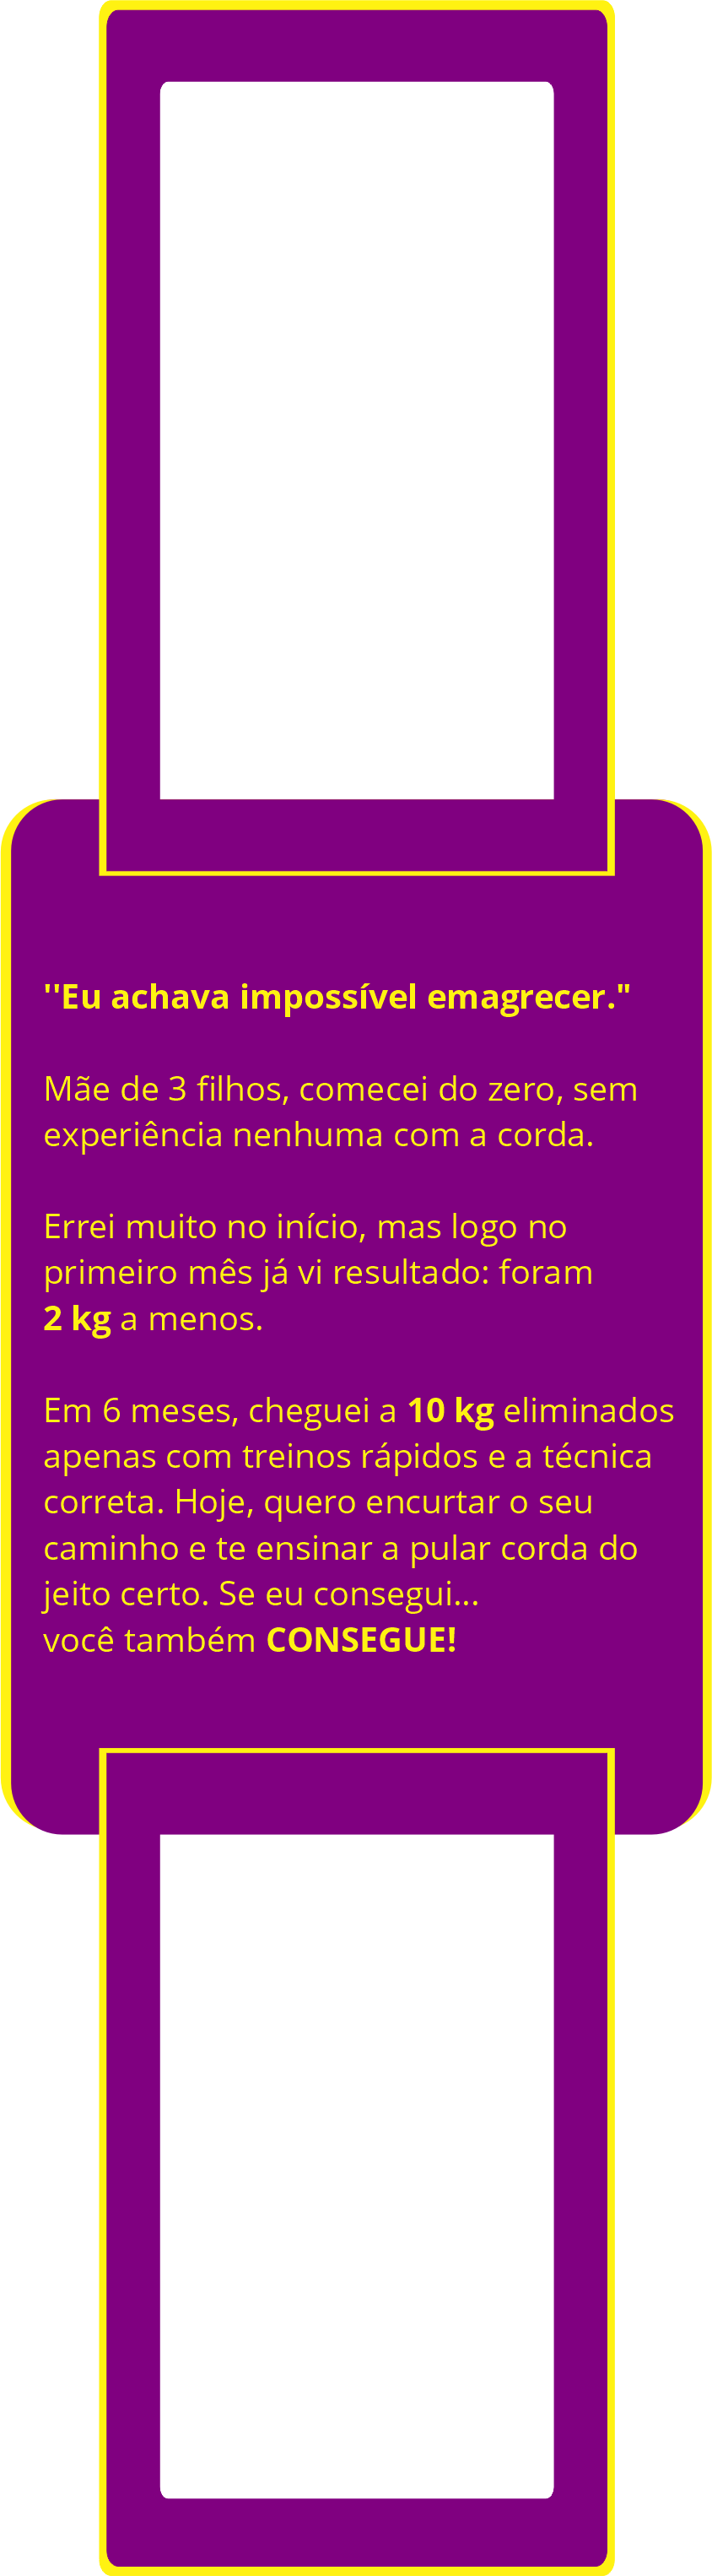 ''Eu achava impossível emagrecer."
Mãe de 3 filhos, comecei do zero, sem
experiência nenhuma com a corda.
Errei muito no início, mas logo no
primeiro mês já vi resultado: foram
2 kg a menos.
Em 6 meses, cheguei a 10 kg eliminados
apenas com treinos rápidos e a técnica
correta. Hoje, quero encurtar o seu
caminho e te ensinar a pular corda do
jeito certo. Se eu consegui...
você também CONSEGUE!